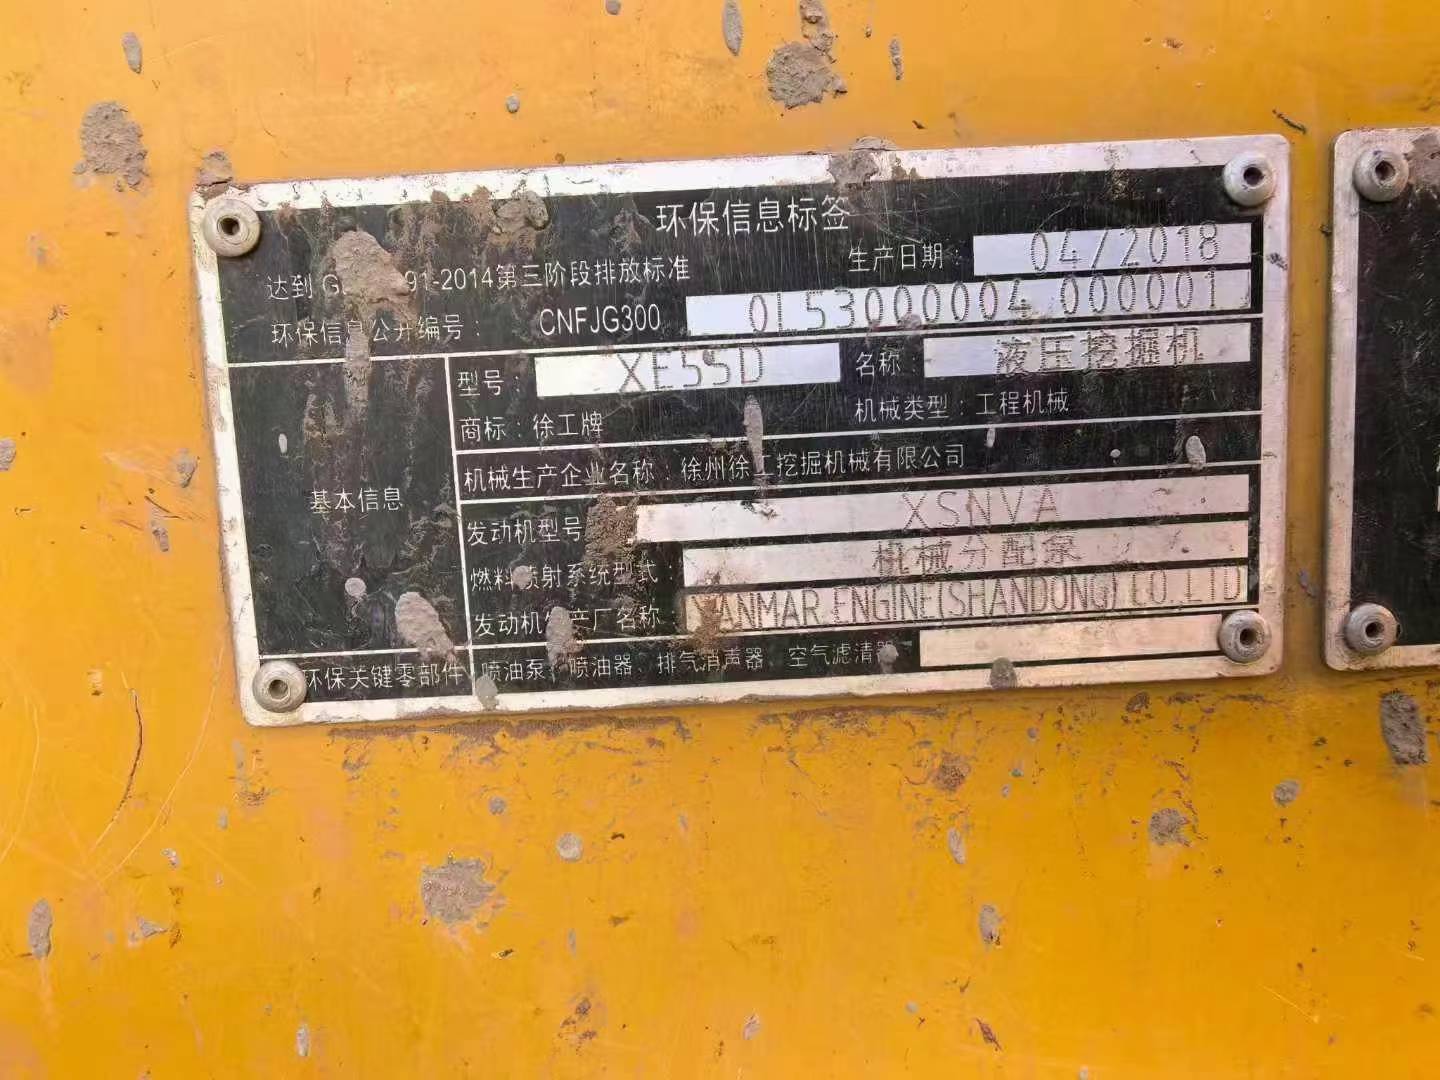 环保信息标签
达到 G 91-2014第三阶段排放标准 生产日期: 04/2018
环保信息公开编号: CNFJG300 0L53000004 000001
基本信息
型号: XE55D 名称: 液压挖掘机
商标: 徐工牌 机械类型: 工程机械
机械生产企业名称: 徐州徐工挖掘机械有限公司
发动机型号 XSNVA
燃料喷射系统型式: 机械分配泵
发动机生产厂名称 YANMAR ENGINE(SHANDONG) CO.,LTD
环保关键零部件 喷油泵、喷油器、排气消声器、空气滤清器